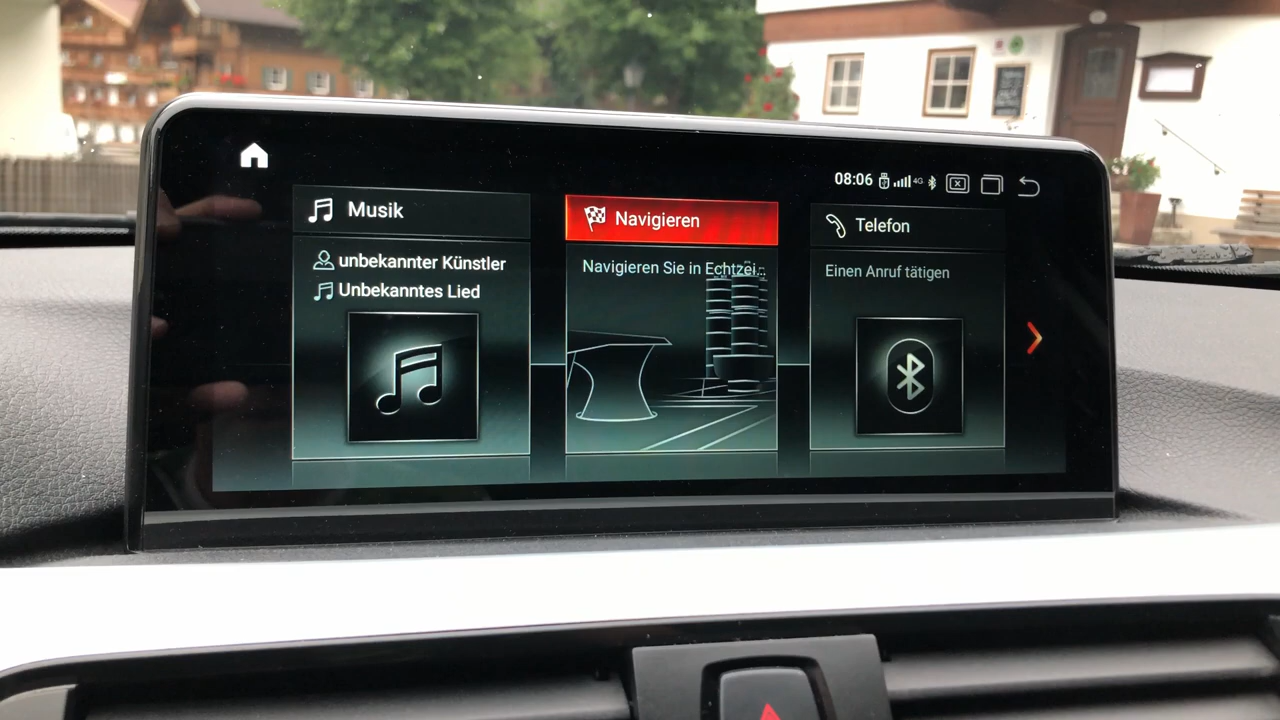 08:06 4G
Musik
unbekannter Künstler
Unbekanntes Lied
Navigieren
Navigieren Sie in Echtzei...
Telefon
Einen Anruf tätigen